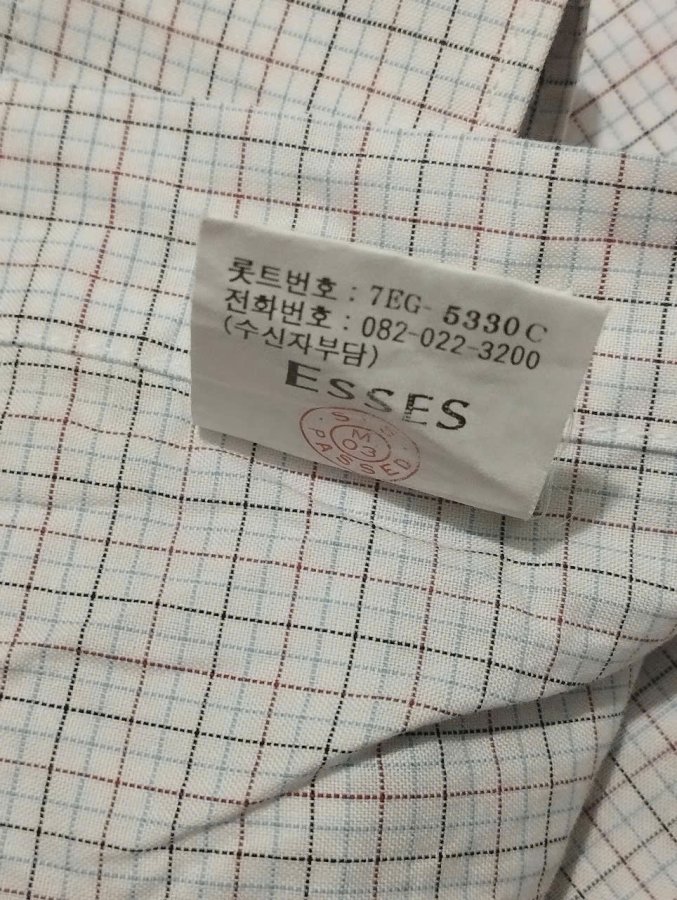 롯트번호 : 7EG-5330C
전화번호 : 082-022-3200
(수신자부담)
ESSES
M
03
PASSED